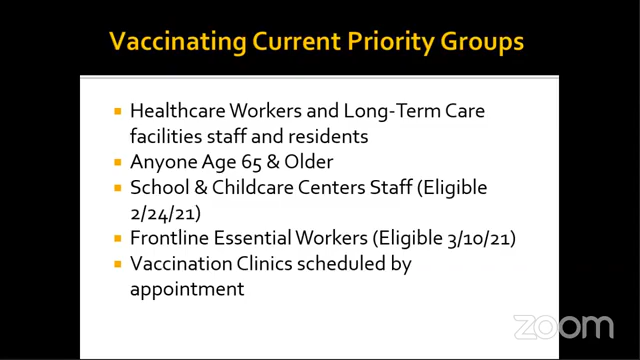 Vaccinating Current Priority Groups
Healthcare Workers and Long-Term Care
facilities staff and residents
Anyone Age 65 & Older
School & Childcare Centers Staff (Eligible
2/24/21)
Frontline Essential Workers (Eligible 3/10/21)
Vaccination Clinics scheduled by
appointment
zoom